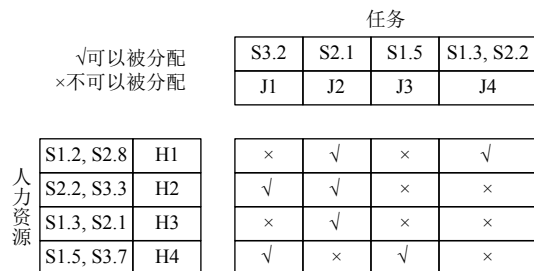 任务
√可以被分配
×不可以被分配
S3.2 S2.1 S1.5 S1.3, S2.2
J1 J2 J3 J4
人力资源
S1.2, S2.8 H1 × √ × √
S2.2, S3.3 H2 √ √ × ×
S1.3, S2.1 H3 × √ × ×
S1.5, S3.7 H4 √ × √ ×